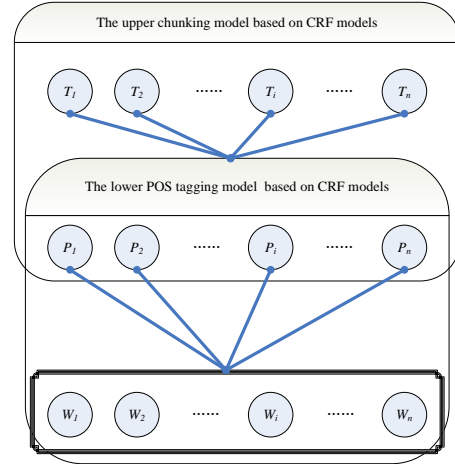 The upper chunking model based on CRF models
T1 T2 ...... Ti ...... Tn
The lower POS tagging model based on CRF models
P1 P2 ...... Pi ...... Pn
W1 W2 ...... Wi ...... Wn